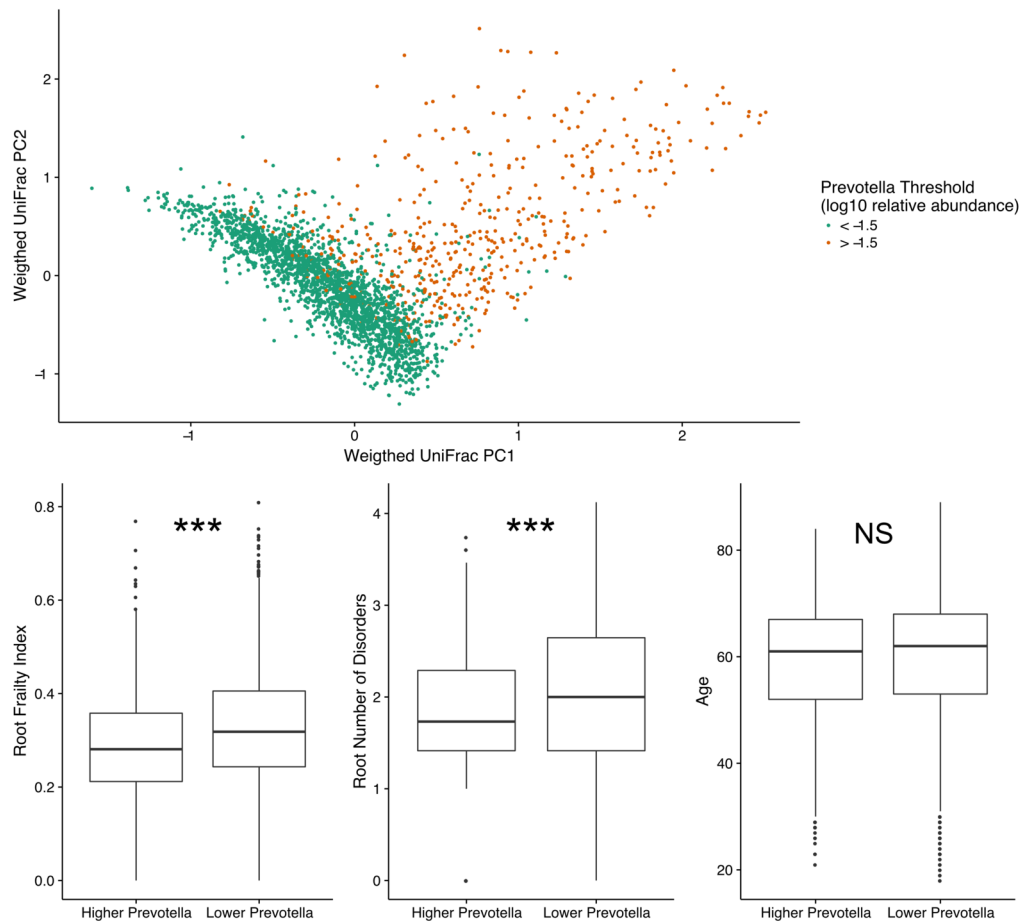 2
1
0
–1
Weigthed UniFrac PC2
–1
0
1
2
Weigthed UniFrac PC1
Prevotella Threshold
(log10 relative abundance)
< –1.5
> –1.5
0.8
0.6
0.4
0.2
0.0
Root Frailty Index
***
Higher Prevotella
Lower Prevotella
4
3
2
1
0
Root Number of Disorders
***
Higher Prevotella
Lower Prevotella
80
60
40
20
Age
NS
Higher Prevotella
Lower Prevotella